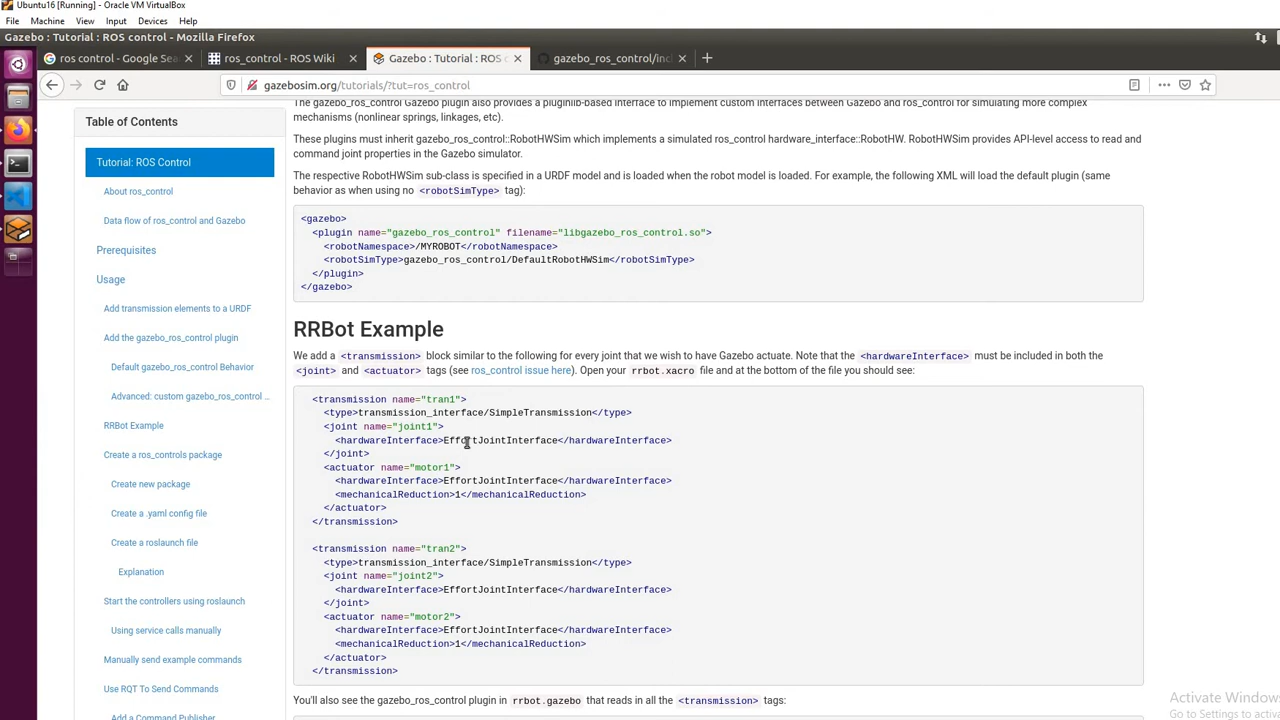 Ubuntu16 [Running] - Oracle VM VirtualBox
File Machine View Input Devices Help
Gazebo : Tutorial : ROS control - Mozilla Firefox
ros control - Google Sea
ros_control - ROS Wiki
Gazebo : Tutorial : ROS c
gazebo_ros_control/incl
gazebosim.org/tutorials/?tut=ros_control
Table of Contents
Tutorial: ROS Control
About ros_control
Data flow of ros_control and Gazebo
Prerequisites
Usage
Add transmission elements to a URDF
Add the gazebo_ros_control plugin
Default gazebo_ros_control Behavior
Advanced: custom gazebo_ros_control ...
RRBot Example
Create a ros_controls package
Create new package
Create a .yaml config file
Create a roslaunch file
Explanation
Start the controllers using roslaunch
Using service calls manually
Manually send example commands
Use RQT To Send Commands
Add a Command Publisher
The gazebo_ros_control Gazebo plugin also provides a pluginlib-based interface to implement custom interfaces between Gazebo and ros_control for simulating more complex
mechanisms (nonlinear springs, linkages, etc).
These plugins must inherit gazebo_ros_control::RobotHWSim which implements a simulated ros_control hardware_interface::RobotHW. RobotHWSim provides API-level access to read and
command joint properties in the Gazebo simulator.
The respective RobotHWSim sub-class is specified in a URDF model and is loaded when the robot model is loaded. For example, the following XML will load the default plugin (same
behavior as when using no <robotSimType> tag):
<gazebo>
<plugin name="gazebo_ros_control" filename="libgazebo_ros_control.so">
<robotNamespace>/MYROBOT</robotNamespace>
<robotSimType>gazebo_ros_control/DefaultRobotHWSim</robotSimType>
</plugin>
</gazebo>
RRBot Example
We add a <transmission> block similar to the following for every joint that we wish to have Gazebo actuate. Note that the <hardwareInterface> must be included in both the
<joint> and <actuator> tags (see ros_control issue here). Open your rrbot.xacro file and at the bottom of the file you should see:
<transmission name="tran1">
<type>transmission_interface/SimpleTransmission</type>
<joint name="joint1">
<hardwareInterface>EffortJointInterface</hardwareInterface>
</joint>
<actuator name="motor1">
<hardwareInterface>EffortJointInterface</hardwareInterface>
<mechanicalReduction>1</mechanicalReduction>
</actuator>
</transmission>
<transmission name="tran2">
<type>transmission_interface/SimpleTransmission</type>
<joint name="joint2">
<hardwareInterface>EffortJointInterface</hardwareInterface>
</joint>
<actuator name="motor2">
<hardwareInterface>EffortJointInterface</hardwareInterface>
<mechanicalReduction>1</mechanicalReduction>
</actuator>
</transmission>
You'll also see the gazebo_ros_control plugin in rrbot.gazebo that reads in all the <transmission> tags:
Activate Windows
Go to Settings to activa